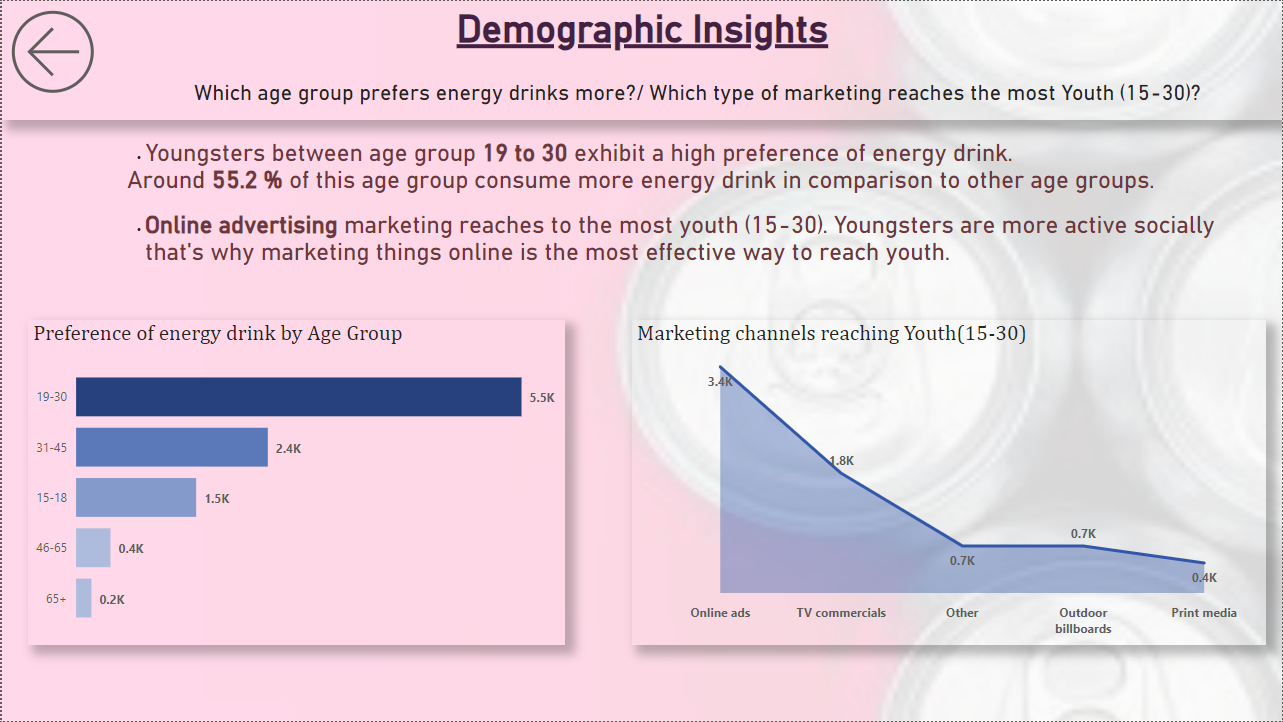 Demographic Insights
Which age group prefers energy drinks more?/ Which type of marketing reaches the most Youth (15-30)?
. Youngsters between age group 19 to 30 exhibit a high preference of energy drink.
Around 55.2 % of this age group consume more energy drink in comparison to other age groups.
. Online advertising marketing reaches to the most youth (15-30). Youngsters are more active socially
that's why marketing things online is the most effective way to reach youth.
Preference of energy drink by Age Group
19-30 5.5K
31-45 2.4K
15-18 1.5K
46-65 0.4K
65+ 0.2K
Marketing channels reaching Youth(15-30)
3.4K
1.8K
0.7K
0.7K
0.4K
Online ads
TV commercials
Other
Outdoor
billboards
Print media